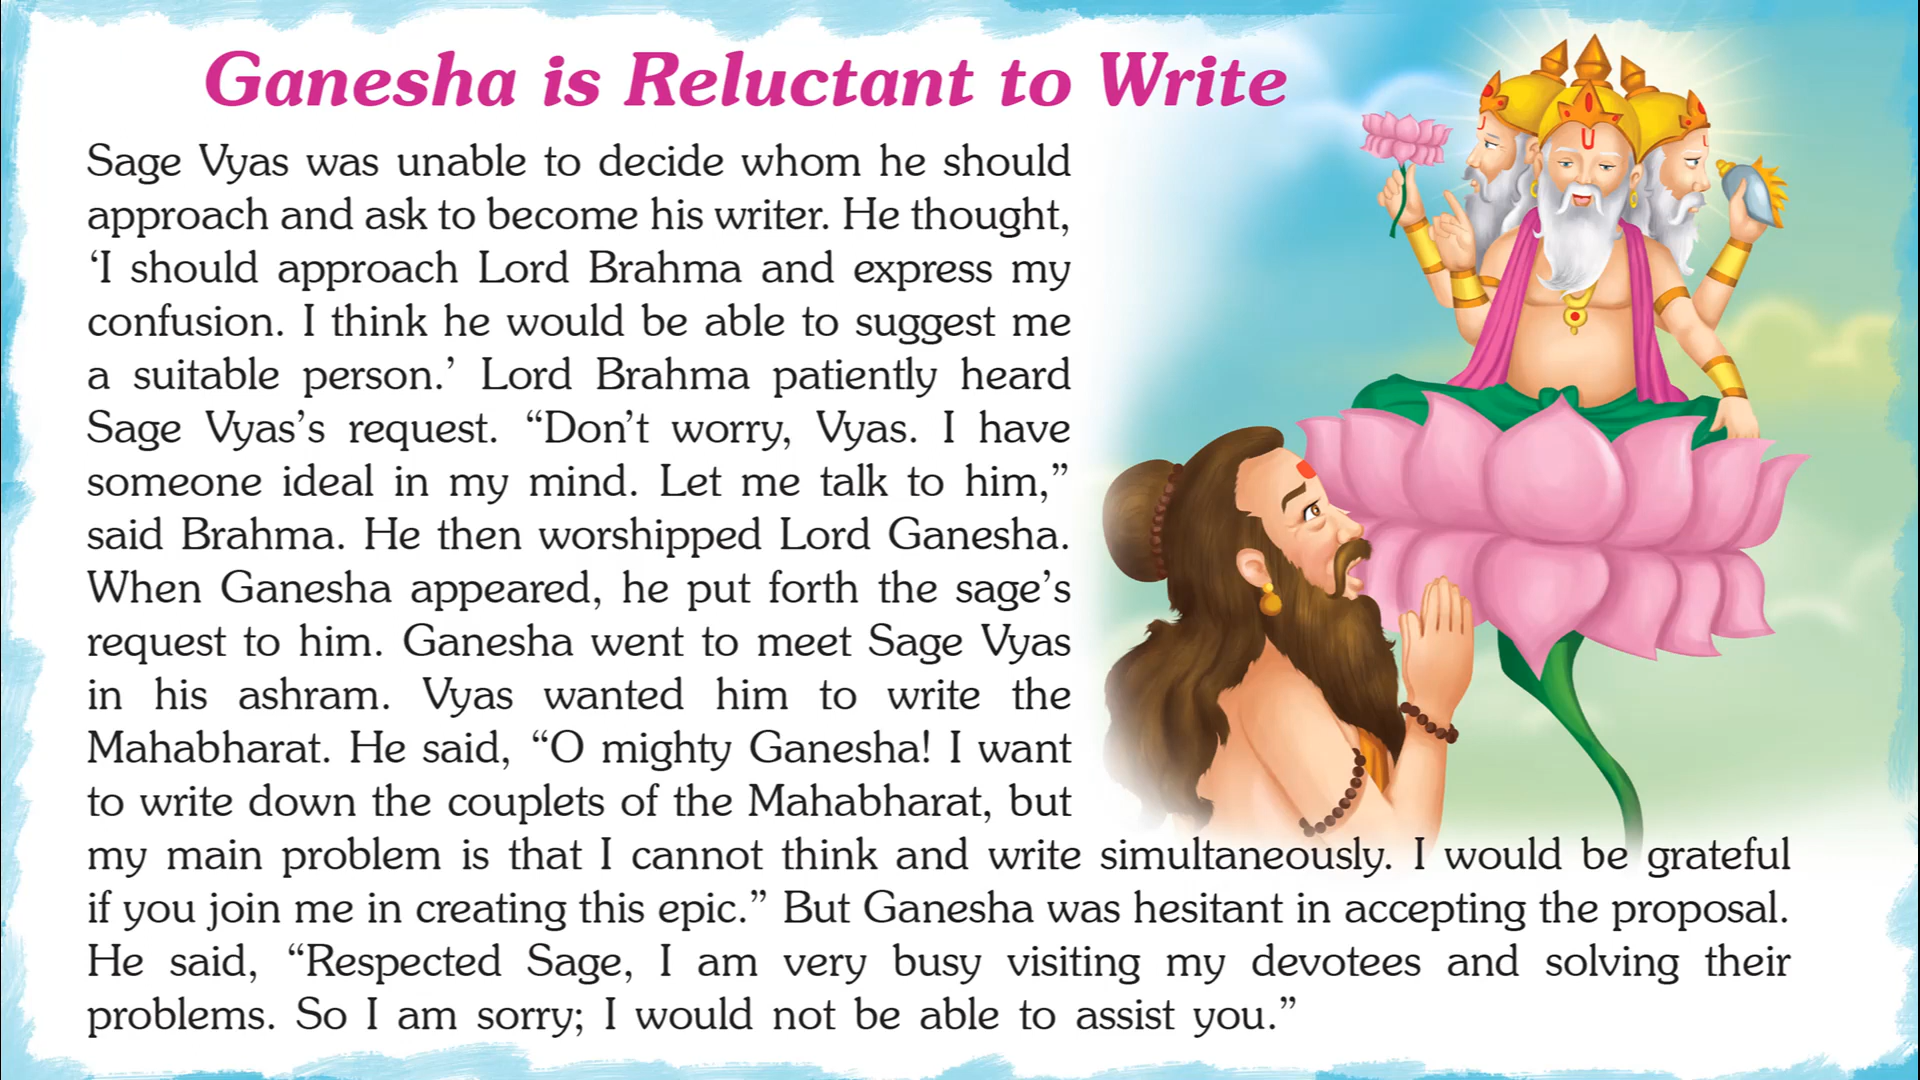 Ganesha is Reluctant to Write
Sage Vyas was unable to decide whom he should
approach and ask to become his writer. He thought,
‘I should approach Lord Brahma and express my
confusion. I think he would be able to suggest me
a suitable person.’ Lord Brahma patiently heard
Sage Vyas’s request. “Don’t worry, Vyas. I have
someone ideal in my mind. Let me talk to him,”
said Brahma. He then worshipped Lord Ganesha.
When Ganesha appeared, he put forth the sage’s
request to him. Ganesha went to meet Sage Vyas
in his ashram. Vyas wanted him to write the
Mahabharat. He said, “O mighty Ganesha! I want
to write down the couplets of the Mahabharat, but
my main problem is that I cannot think and write simultaneously. I would be grateful
if you join me in creating this epic.” But Ganesha was hesitant in accepting the proposal.
He said, “Respected Sage, I am very busy visiting my devotees and solving their
problems. So I am sorry; I would not be able to assist you.”